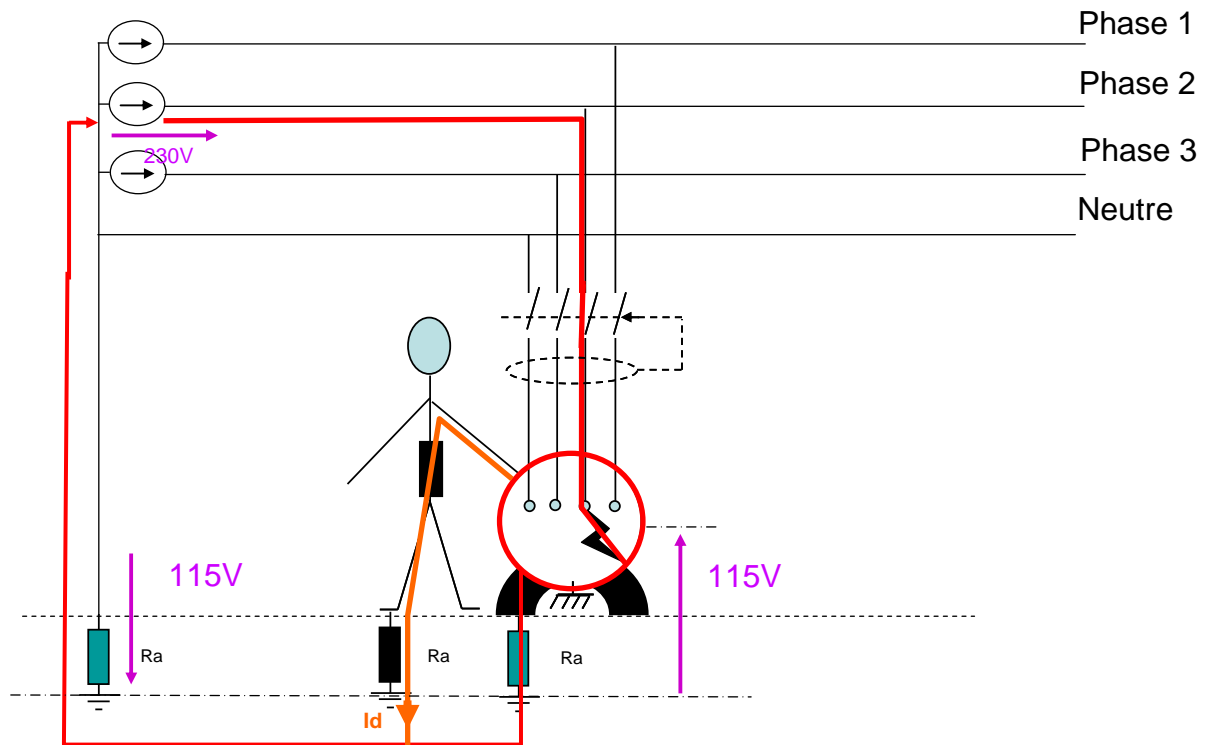 Phase 1
Phase 2
230V
Phase 3
Neutre
115V
115V
Ra
Ra
Ra
Id